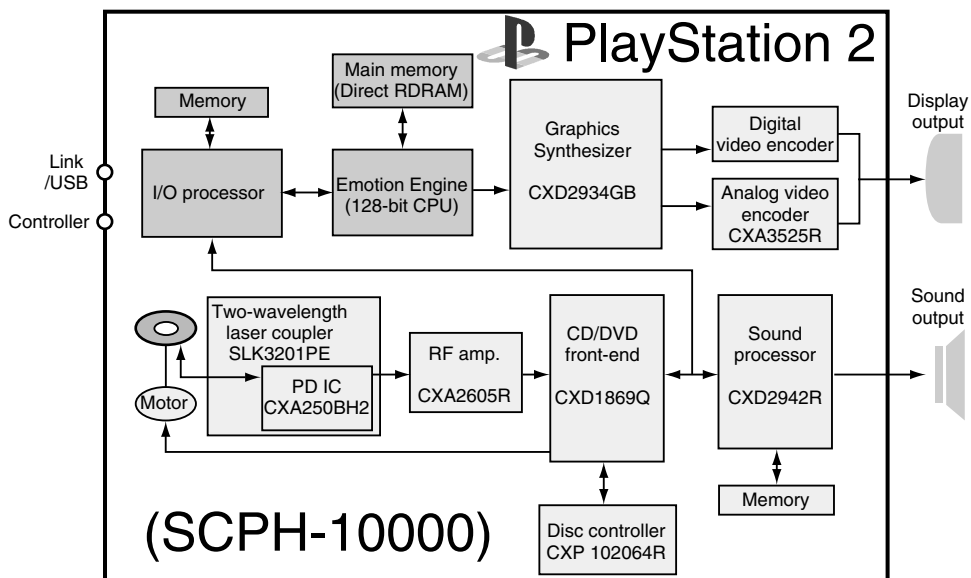 PlayStation 2
Main memory
(Direct RDRAM)
Memory
Link
/USB
Controller
I/O processor
Emotion Engine
(128-bit CPU)
Graphics
Synthesizer
CXD2934GB
Digital
video encoder
Analog video
encoder
CXA3525R
Display
output
Two-wavelength
laser coupler
SLK3201PE
PD IC
CXA250BH2
Motor
RF amp.
CXA2605R
CD/DVD
front-end
CXD1869Q
Sound
processor
CXD2942R
Sound
output
Memory
Disc controller
CXP 102064R
(SCPH-10000)